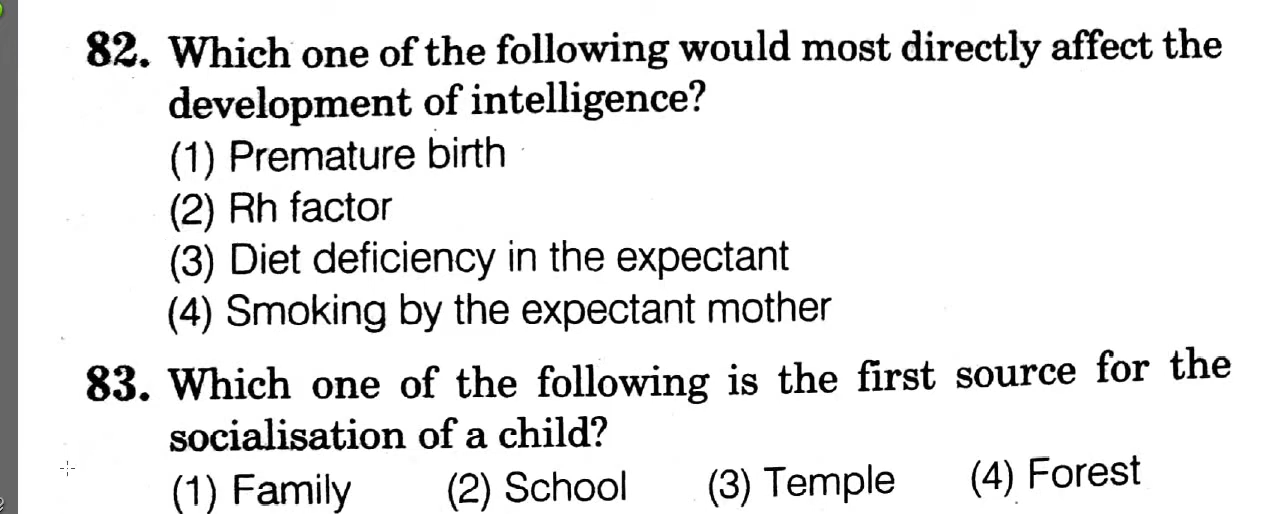 82. Which one of the following would most directly affect the
development of intelligence?
(1) Premature birth
(2) Rh factor
(3) Diet deficiency in the expectant
(4) Smoking by the expectant mother
83. Which one of the following is the first source for the
socialisation of a child?
(1) Family (2) School (3) Temple (4) Forest